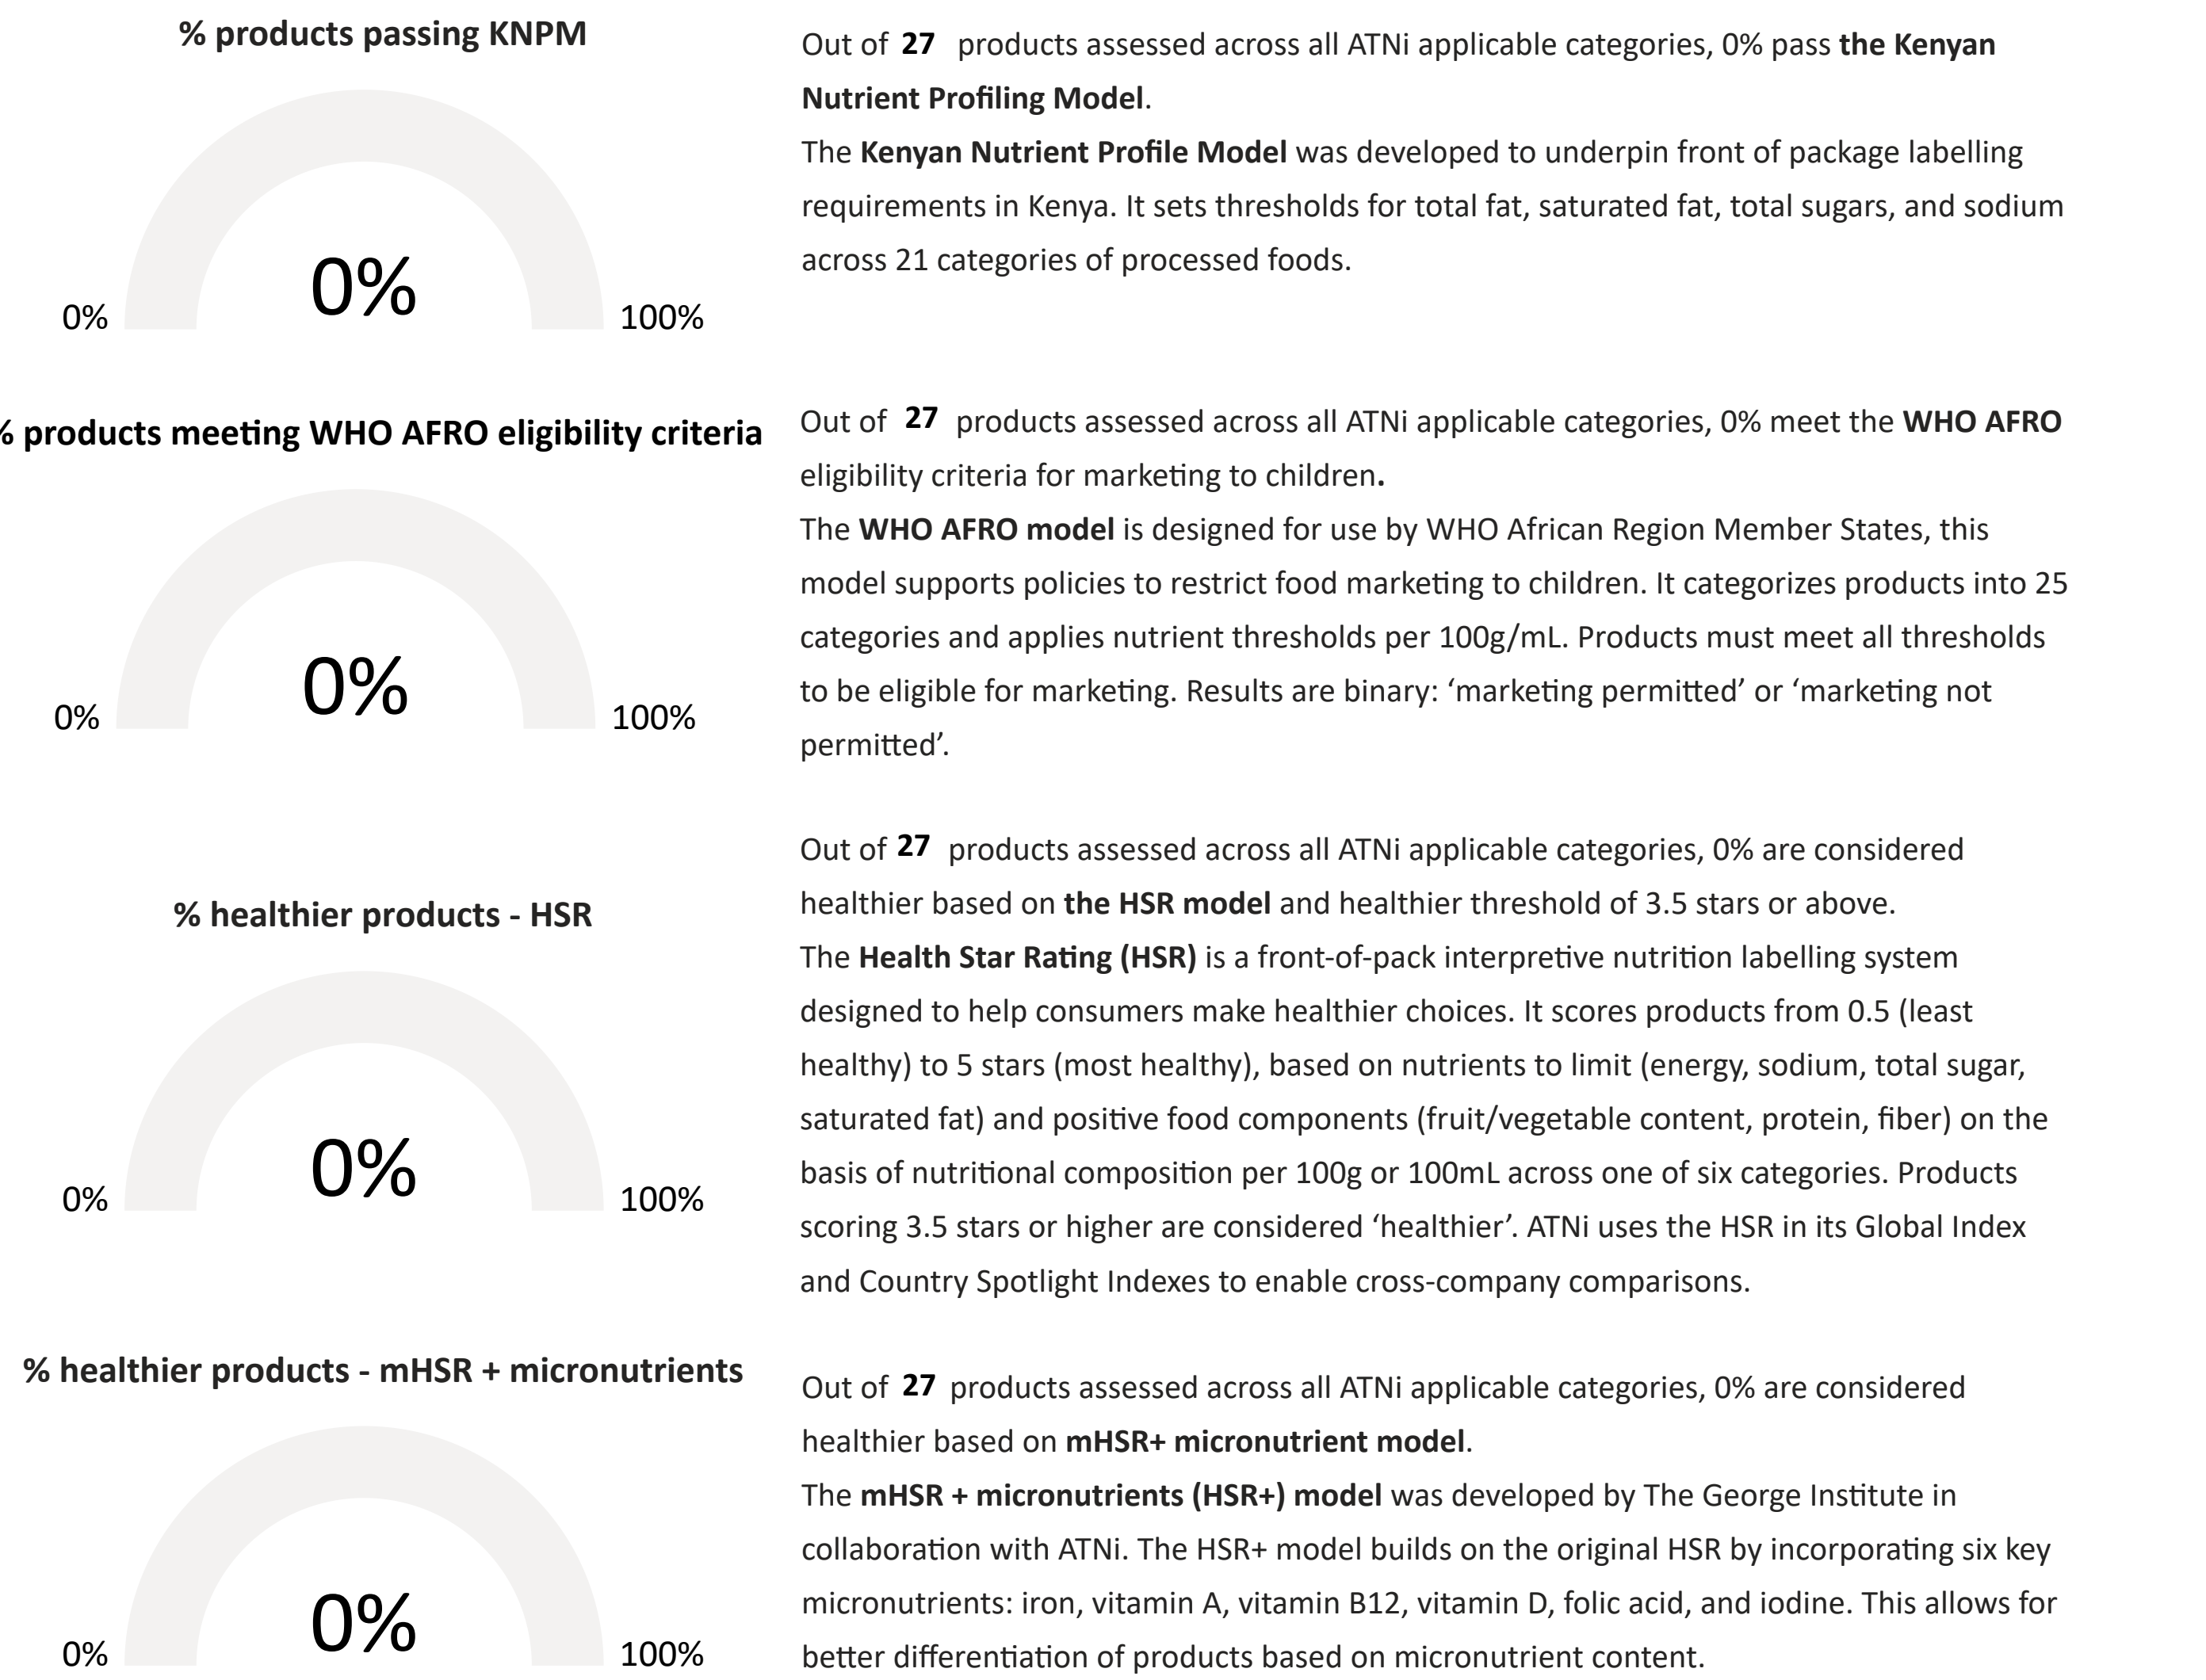 % products passing KNPM
0%
0%
100%
Out of 27 products assessed across all ATNi applicable categories, 0% pass the Kenyan
Nutrient Profiling Model.
The Kenyan Nutrient Profile Model was developed to underpin front of package labelling
requirements in Kenya. It sets thresholds for total fat, saturated fat, total sugars, and sodium
across 21 categories of processed foods.
% products meeting WHO AFRO eligibility criteria
0%
0%
100%
Out of 27 products assessed across all ATNi applicable categories, 0% meet the WHO AFRO
eligibility criteria for marketing to children.
The WHO AFRO model is designed for use by WHO African Region Member States, this
model supports policies to restrict food marketing to children. It categorizes products into 25
categories and applies nutrient thresholds per 100g/mL. Products must meet all thresholds
to be eligible for marketing. Results are binary: ‘marketing permitted’ or ‘marketing not
permitted’.
% healthier products - HSR
0%
0%
100%
Out of 27 products assessed across all ATNi applicable categories, 0% are considered
healthier based on the HSR model and healthier threshold of 3.5 stars or above.
The Health Star Rating (HSR) is a front-of-pack interpretive nutrition labelling system
designed to help consumers make healthier choices. It scores products from 0.5 (least
healthy) to 5 stars (most healthy), based on nutrients to limit (energy, sodium, total sugar,
saturated fat) and positive food components (fruit/vegetable content, protein, fiber) on the
basis of nutritional composition per 100g or 100mL across one of six categories. Products
scoring 3.5 stars or higher are considered ‘healthier’. ATNi uses the HSR in its Global Index
and Country Spotlight Indexes to enable cross-company comparisons.
% healthier products - mHSR + micronutrients
0%
0%
100%
Out of 27 products assessed across all ATNi applicable categories, 0% are considered
healthier based on mHSR+ micronutrient model.
The mHSR + micronutrients (HSR+) model was developed by The George Institute in
collaboration with ATNi. The HSR+ model builds on the original HSR by incorporating six key
micronutrients: iron, vitamin A, vitamin B12, vitamin D, folic acid, and iodine. This allows for
better differentiation of products based on micronutrient content.